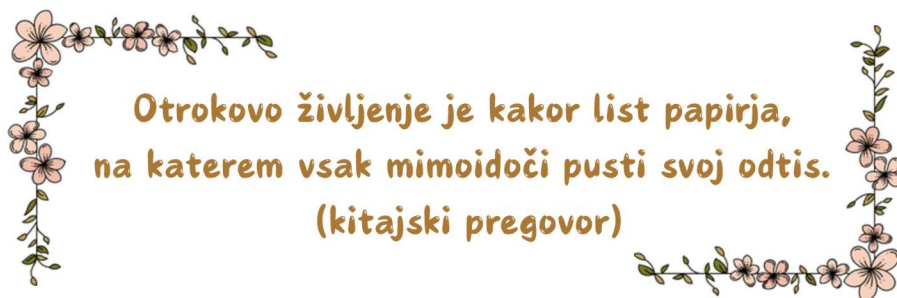 Otrokovo življenje je kakor list papirja,
na katerem vsak mimoidoči pusti svoj odtis.
(kitajski pregovor)